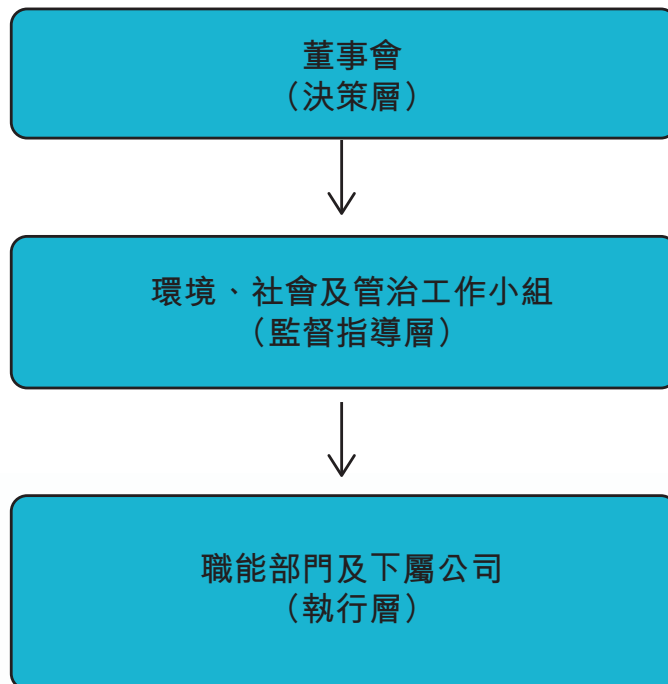 董事會
（決策層）
環境、社會及管治工作小組
（監督指導層）
職能部門及下屬公司
（執行層）